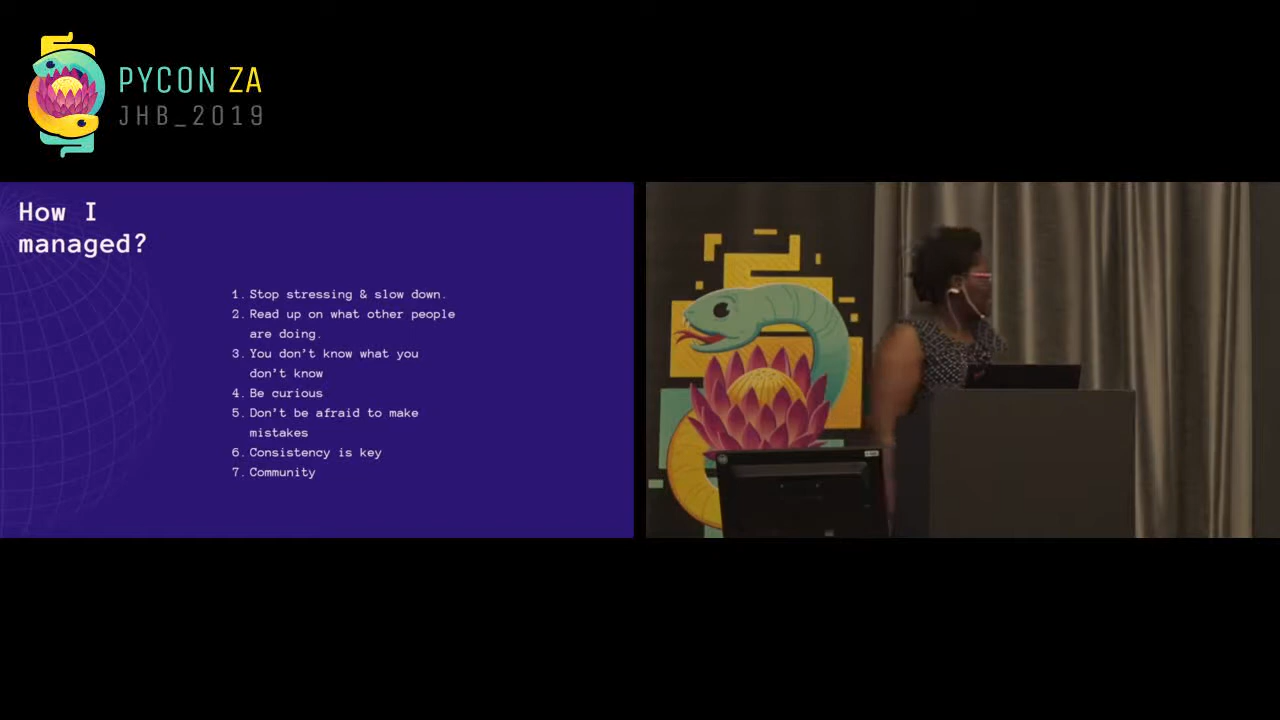 PYCON ZA
JHB_2019
How I
managed?
1. Stop stressing & slow down.
2. Read up on what other people
are doing.
3. You don't know what you
don't know
4. Be curious
5. Don't be afraid to make
mistakes
6. Consistency is key
7. Community